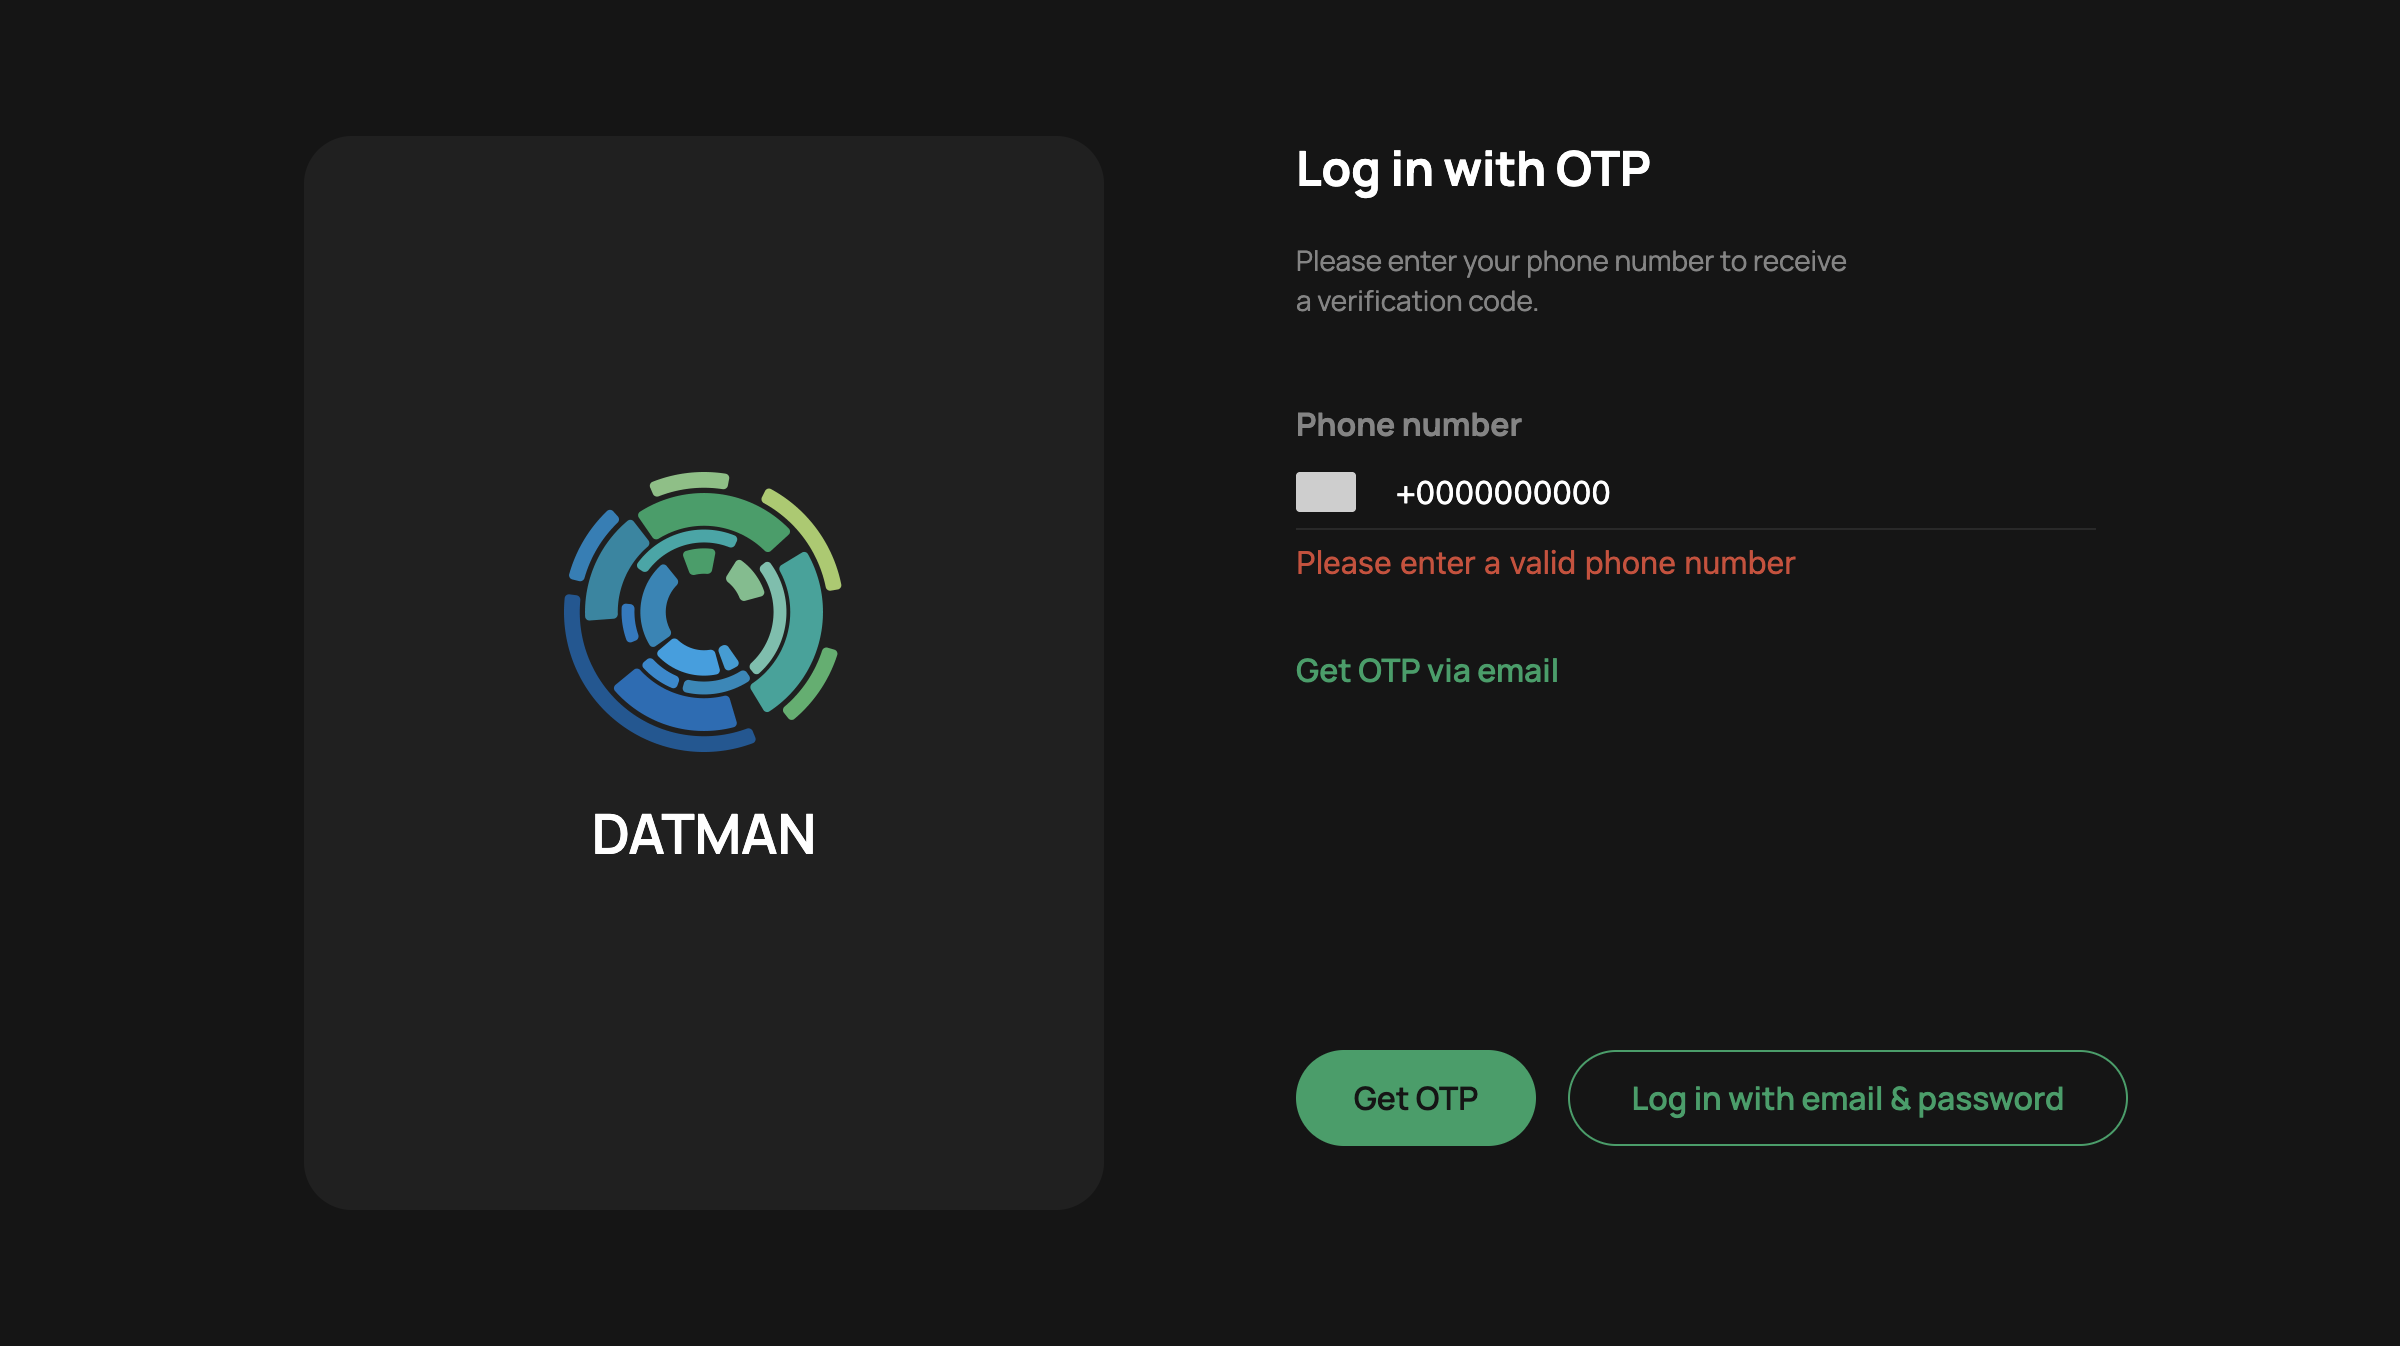 DATMAN
Log in with OTP
Please enter your phone number to receive
a verification code.
Phone number
+0000000000
Please enter a valid phone number
Get OTP via email
Get OTP
Log in with email & password